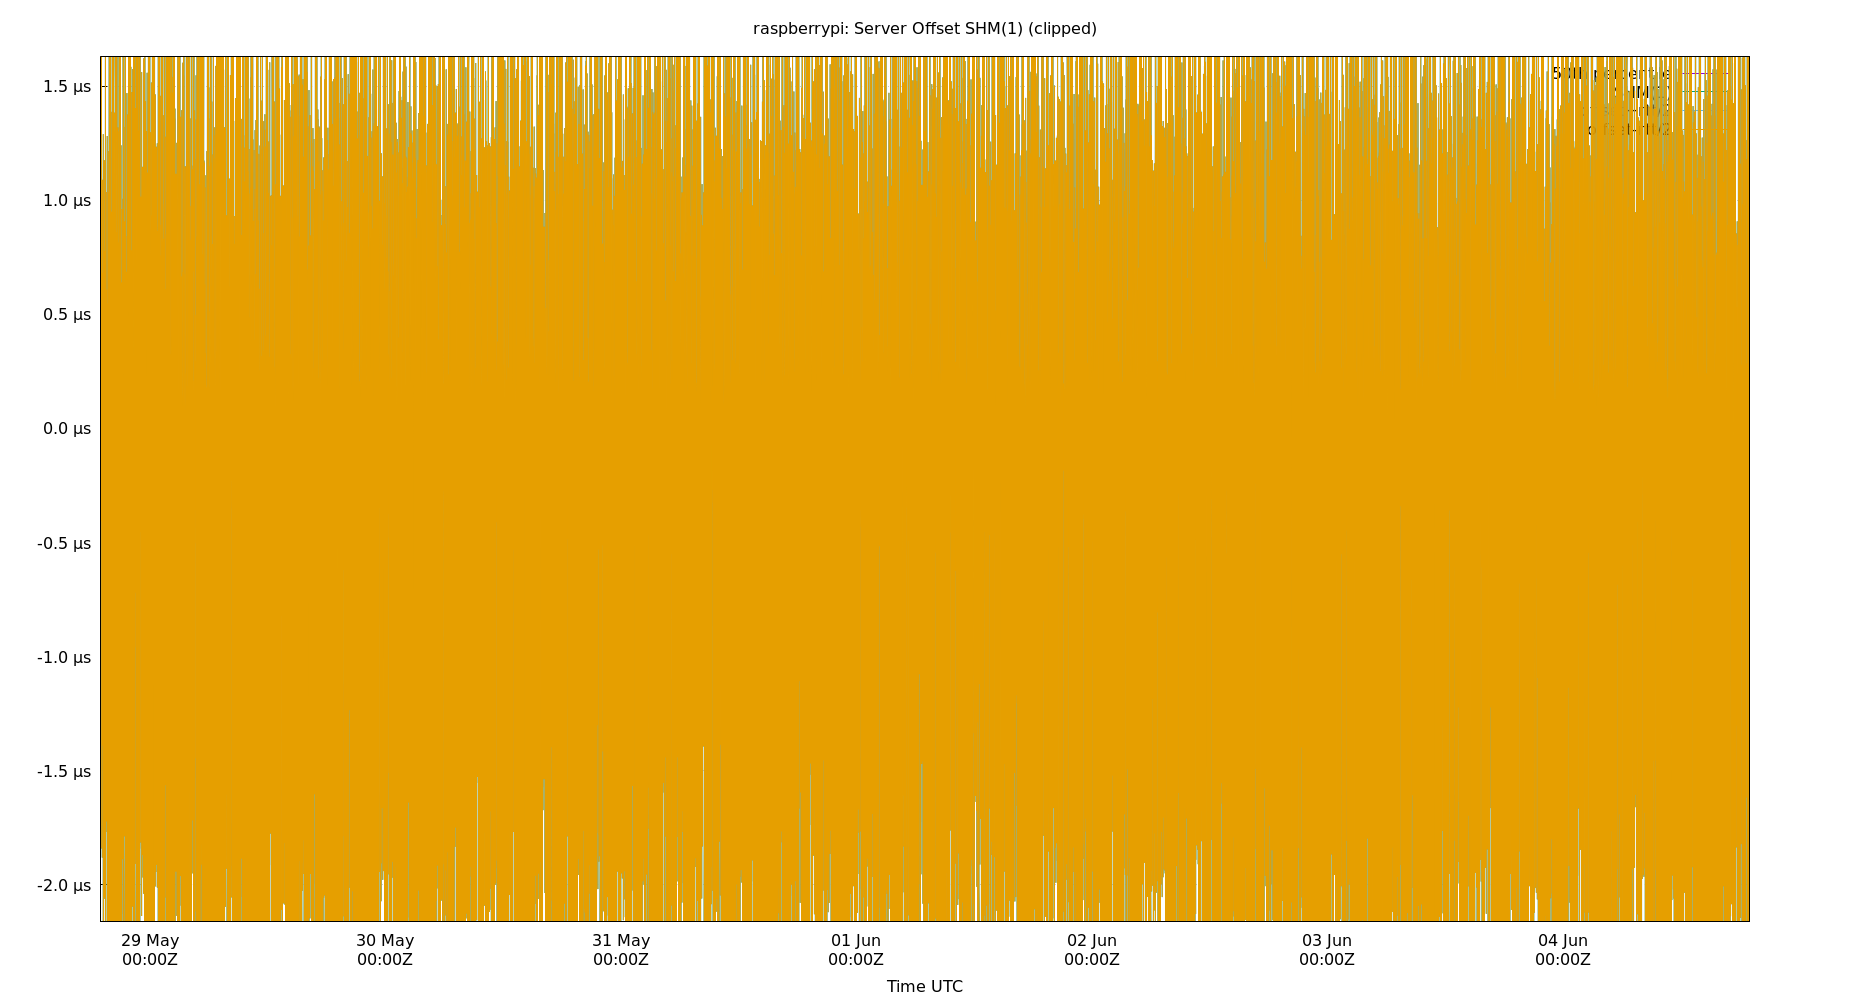 raspberrypi: Server Offset SHM(1) (clipped)
1.5 µs
1.0 µs
0.5 µs
0.0 µs
-0.5 µs
-1.0 µs
-1.5 µs
-2.0 µs
29 May 30 May 31 May 01 Jun 02 Jun 03 Jun 04 Jun
00:00Z 00:00Z 00:00Z 00:00Z 00:00Z 00:00Z 00:00Z
Time UTC